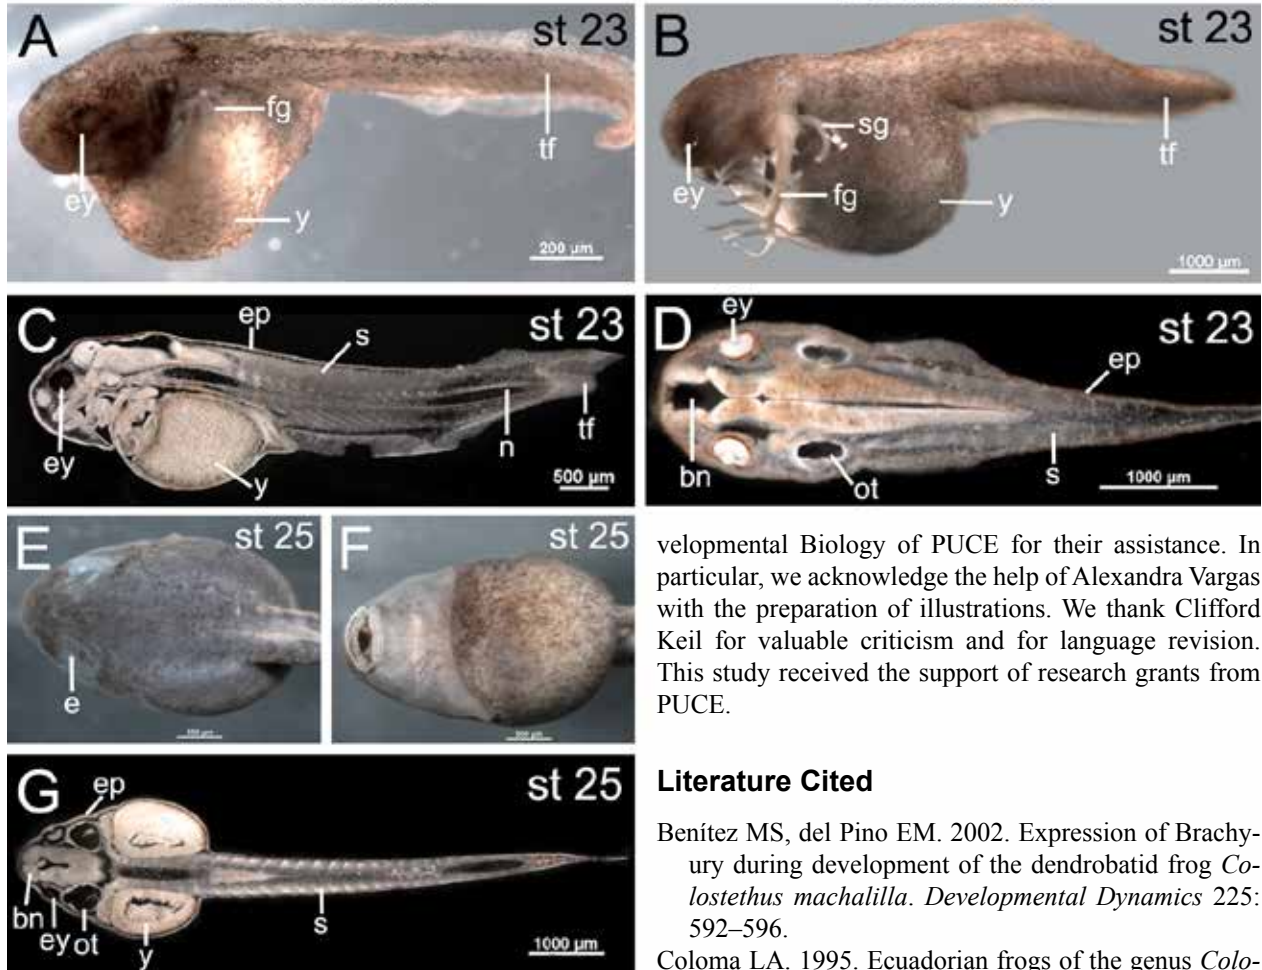 A
st 23
fg
tf
ey
y
200 µm
B
st 23
sg
tf
ey
fg
y
1000 µm
C
st 23
ep
s
ey
n
tf
y
500 µm
D
st 23
ey
ep
bn
ot
s
1000 µm
E
st 25
e
F
st 25
G
st 25
ep
bn
ey
ot
y
s
1000 µm
velopmental Biology of PUCE for their assistance. In
particular, we acknowledge the help of Alexandra Vargas
with the preparation of illustrations. We thank Clifford
Keil for valuable criticism and for language revision.
This study received the support of research grants from
PUCE.
Literature Cited
Benítez MS, del Pino EM. 2002. Expression of Brachy-
ury during development of the dendrobatid frog Co-
lostethus machalilla. Developmental Dynamics 225:
592–596.
Coloma LA. 1995. Ecuadorian frogs of the genus Colo-